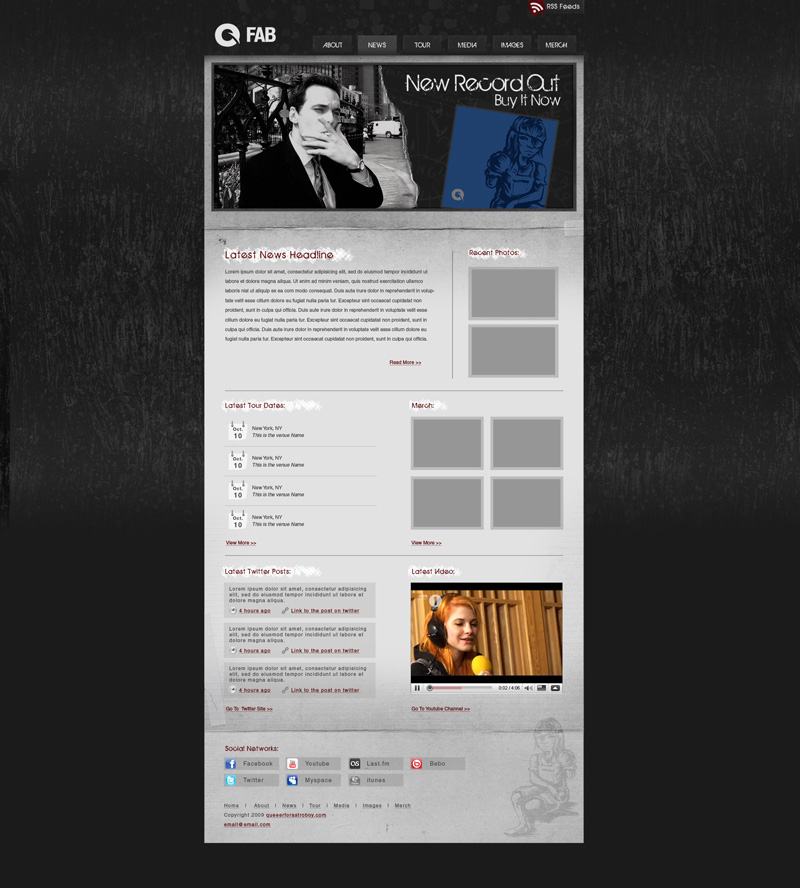 RSS Feeds
FAB
ABOUT NEWS TOUR MEDIA IMAGES MERCH
New Record Out
Buy It Now
Latest News Headline
Lorem ipsum dolor sit amet, consectetur adipisicing elit, sed do eiusmod tempor incididunt ut
labore et dolore magna aliqua. Ut enim ad minim veniam, quis nostrud exercitation ullamco
laboris nisi ut aliquip ex ea com modo consequat. Duis aute irure dolor in reprehenderit in volup-
tate velit esse cillum dolore eu fugiat nulla paria tur. Excepteur sint occaecat cupidatat non
proident, sunt in culpa qui officia. Duis aute irure dolor in reprehenderit in voluptate velit esse
cillum dolore eu fugiat nulla paria tur. Excepteur sint occaecat cupidatat non proident, sunt in
culpa qui officia. Duis aute irure dolor in reprehenderit in voluptate velit esse cillum dolore eu
fugiat nulla paria tur. Excepteur sint occaecat cupidatat non proident, sunt in culpa qui officia.
Read More >>
Recent Photos:
Latest Tour Dates:
Oct.
10
New York, NY
This is the venue Name
Oct.
10
New York, NY
This is the venue Name
Oct.
10
New York, NY
This is the venue Name
Oct.
10
New York, NY
This is the venue Name
View More >>
Merch:
View More >>
Latest Twitter Posts:
Lorem ipsum dolor sit amet, consectetur adipisicing
elit, sed do eiusmod tempor incididunt ut labore et
dolore magna aliqua.
4 hours ago Link to the post on twitter
Lorem ipsum dolor sit amet, consectetur adipisicing
elit, sed do eiusmod tempor incididunt ut labore et
dolore magna aliqua.
4 hours ago Link to the post on twitter
Lorem ipsum dolor sit amet, consectetur adipisicing
elit, sed do eiusmod tempor incididunt ut labore et
dolore magna aliqua.
4 hours ago Link to the post on twitter
Go To Twitter Site >>
Latest Video:
0:02 / 4:06
Go To Youtube Channel >>
Social Networks:
Facebook Youtube Last.fm Bebo
Twitter Myspace itunes
Home | About | News | Tour | Media | Images | Merch
Copyright 2009 queerforastroboy.com
email@email.com